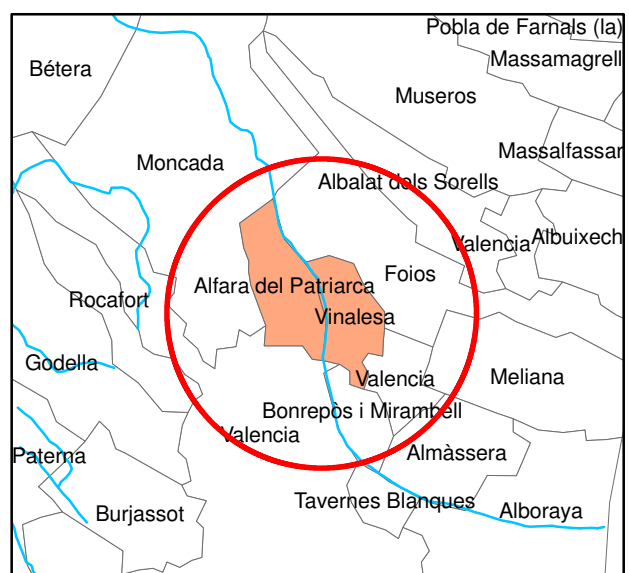 Pobla de Farnals (la)
Massamagrell
Bétera
Museros
Massalfassar
Moncada
Albalat dels Sorells
Valencia
Albuixech
Foios
Alfara del Patriarca
Rocafort
Vinalesa
Godella
Valencia
Meliana
Bonrepòs i Mirambell
Valencia
Almàssera
Paterna
Tavernes Blanques
Alboraya
Burjassot